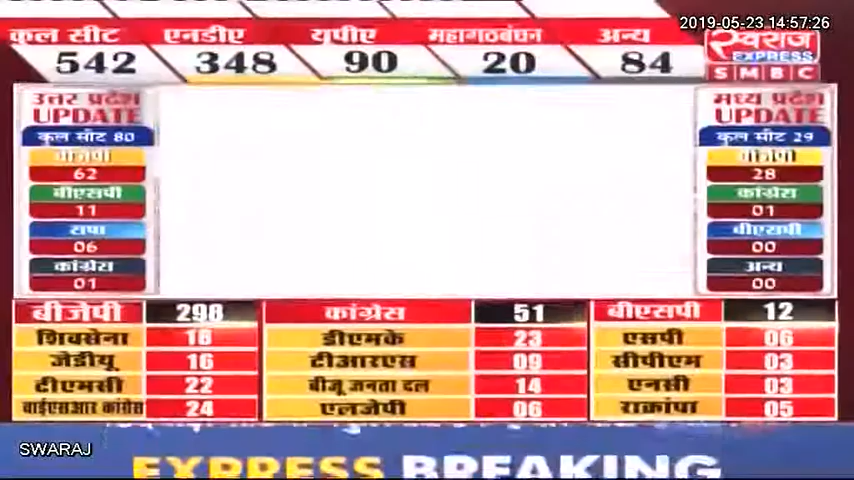 2019-05-23 14:57:26
कुल सीट एनडीए यूपीए महागठबंधन अन्य
542 348 90 20 84
स्वराज
EXPRESS
SMBC
उत्तर प्रदेश
UPDATE
कुल सीट 80
बीजेपी
62
बीएसपी
11
सपा
06
कांग्रेस
01
मध्य प्रदेश
UPDATE
कुल सीट 29
बीजेपी
28
कांग्रेस
01
बीएसपी
00
अन्य
00
बीजेपी 298 कांग्रेस 51 बीएसपी 12
शिवसेना 18 डीएमके 23 एसपी 06
जेडीयू 16 टीआरएस 09 सीपीएम 03
टीएमसी 22 बीजू जनता दल 14 एनसी 03
वाईएसआर कांग्रेस 24 एलजेपी 06 राकांपा 05
SWARAJ
EXPRESS BREAKING